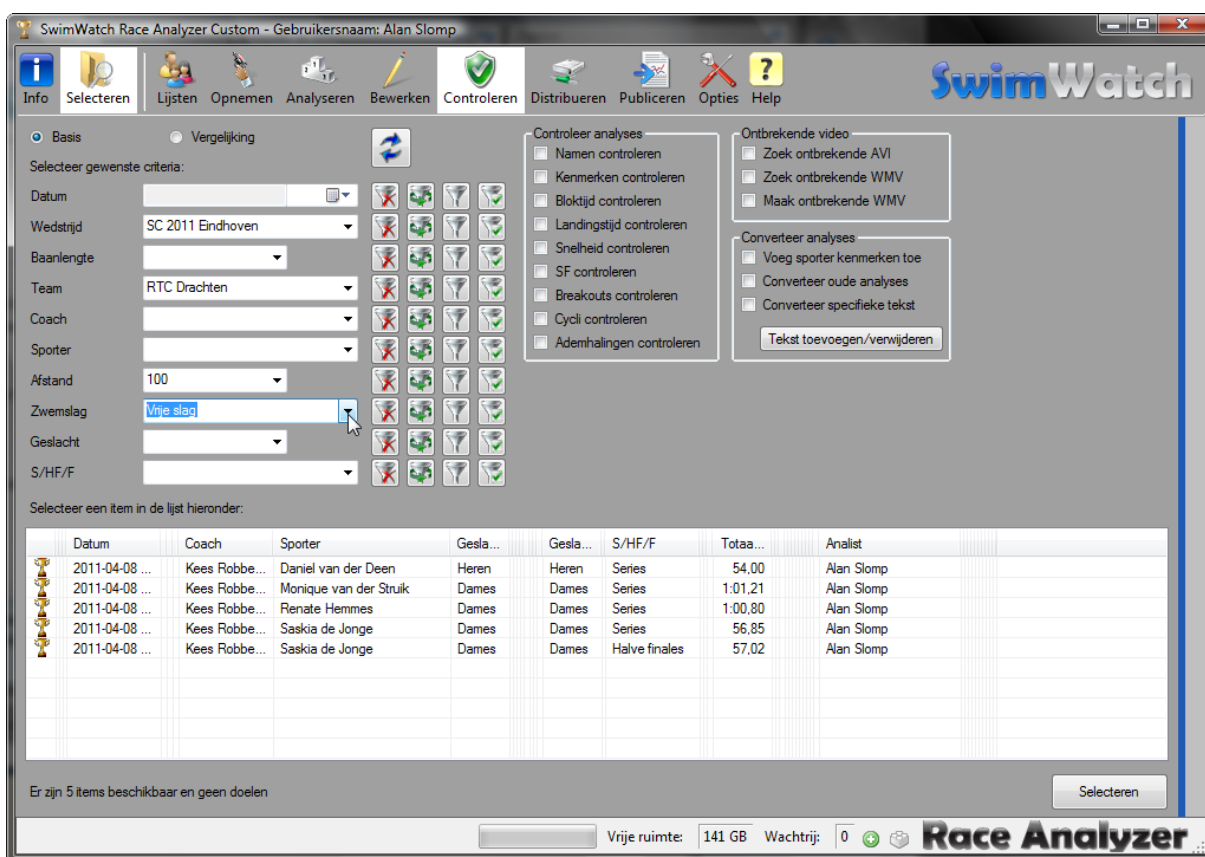 SwimWatch Race Analyzer Custom - Gebruikersnaam: Alan Slomp
Info Selecteren Lijsten Opnemen Analyseren Bewerken Controleren Distribueren Publiceren Opties Help
SwimWatch
Basis Vergelijking
Selecteer gewenste criteria:
Datum
Wedstrijd SC 2011 Eindhoven
Baanlengte
Team RTC Drachten
Coach
Sporter
Afstand 100
Zwemslag Vrije slag
Geslacht
S/HF/F
Controleer analyses
Namen controleren
Kenmerken controleren
Bloktijd controleren
Landingstijd controleren
Snelheid controleren
SF controleren
Breakouts controleren
Cycli controleren
Ademhalingen controleren
Ontbrekende video
Zoek ontbrekende AVI
Zoek ontbrekende WMV
Maak ontbrekende WMV
Converteer analyses
Voeg sporter kenmerken toe
Converteer oude analyses
Converteer specifieke tekst
Tekst toevoegen/verwijderen
Selecteer een item in de lijst hieronder:
Datum Coach Sporter Gesla... Gesla... S/HF/F Totaa... Analist
2011-04-08 ... Kees Robbe... Daniel van der Deen Heren Heren Series 54,00 Alan Slomp
2011-04-08 ... Kees Robbe... Monique van der Struik Dames Dames Series 1:01,21 Alan Slomp
2011-04-08 ... Kees Robbe... Renate Hemmes Dames Dames Series 1:00,80 Alan Slomp
2011-04-08 ... Kees Robbe... Saskia de Jonge Dames Dames Series 56,85 Alan Slomp
2011-04-08 ... Kees Robbe... Saskia de Jonge Dames Dames Halve finales 57,02 Alan Slomp
Er zijn 5 items beschikbaar en geen doelen
Selecteren
Vrije ruimte: 141 GB Wachtrij: 0
Race Analyzer